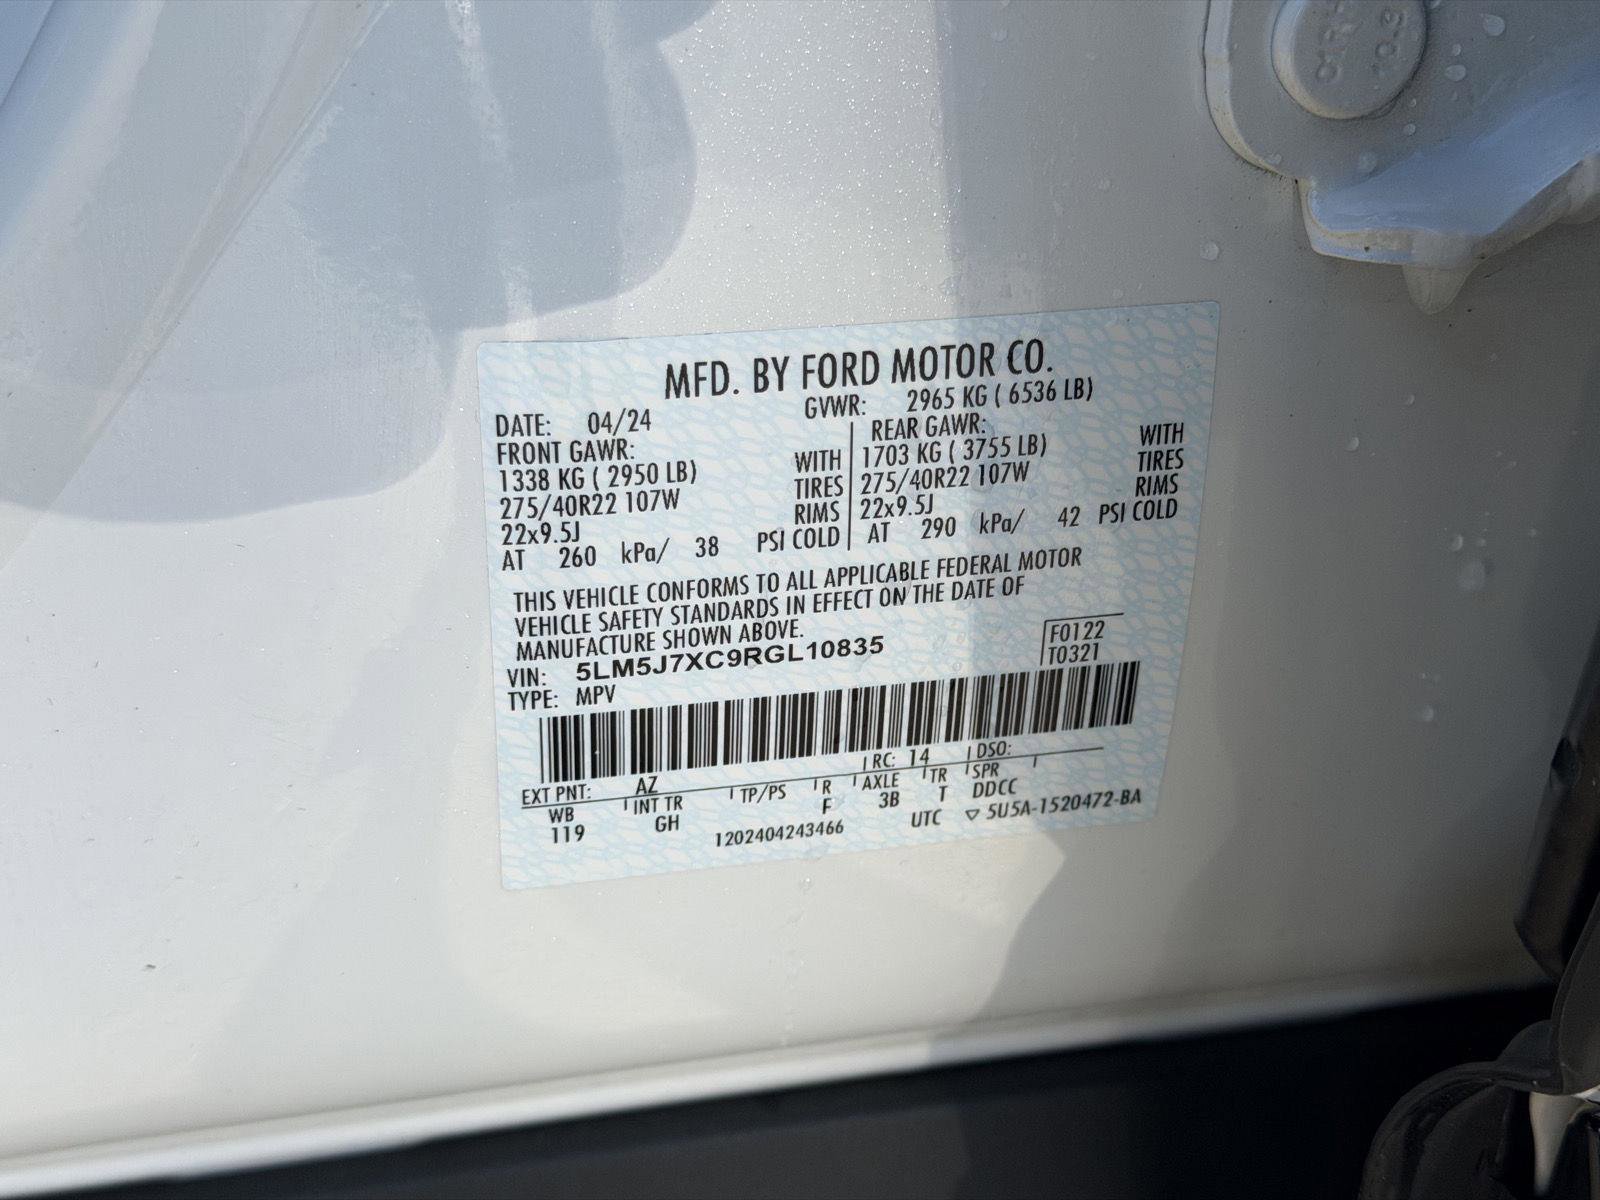 MFD. BY FORD MOTOR CO.
DATE: 04/24 GVWR: 2965 KG ( 6536 LB)
FRONT GAWR: REAR GAWR:
1338 KG ( 2950 LB) WITH 1703 KG ( 3755 LB) WITH
275/40R22 107W TIRES 275/40R22 107W TIRES
22x9.5J RIMS 22x9.5J RIMS
AT 260 kPa/ 38 PSI COLD AT 290 kPa/ 42 PSI COLD
THIS VEHICLE CONFORMS TO ALL APPLICABLE FEDERAL MOTOR
VEHICLE SAFETY STANDARDS IN EFFECT ON THE DATE OF
MANUFACTURE SHOWN ABOVE.
VIN: 5LM5J7XC9RGL10835 F0122
TYPE: MPV T0321
EXT PNT: AZ RC: 14 DSO:
WB INT TR TP/PS R AXLE TR SPR
119 GH F 3B T DDCC
1202404243466 UTC ▽ 5U5A-1520472-BA